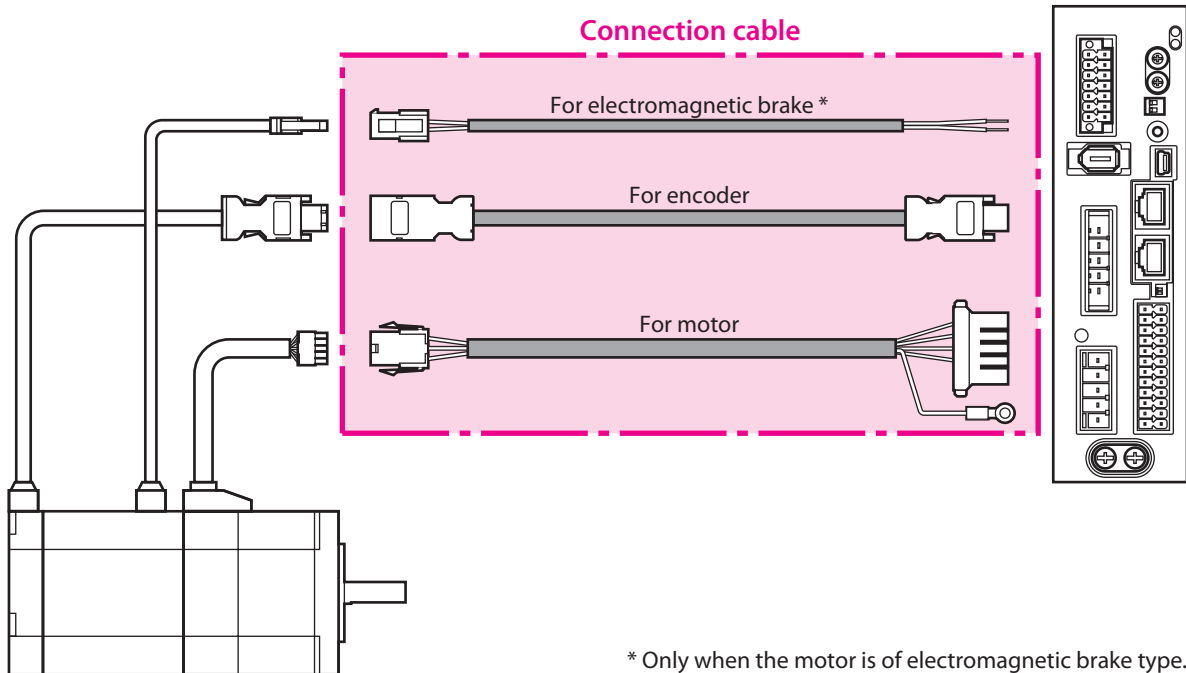 Connection cable
For electromagnetic brake *
For encoder
For motor
* Only when the motor is of electromagnetic brake type.